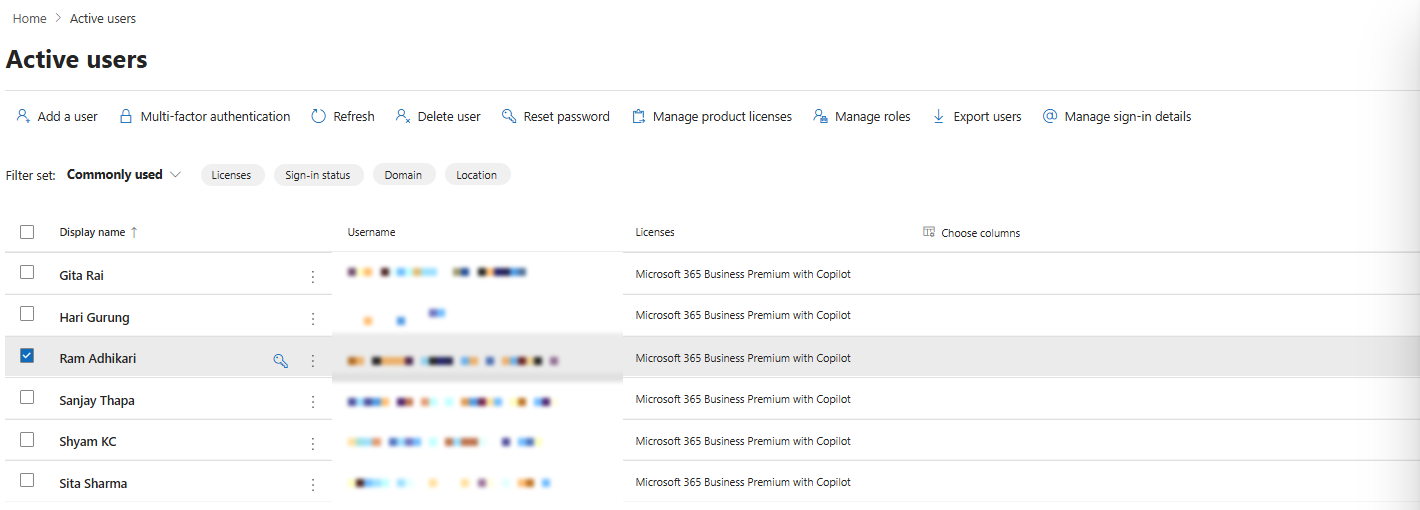 Home > Active users
Active users
Add a user Multi-factor authentication Refresh Delete user Reset password Manage product licenses Manage roles Export users Manage sign-in details
Filter set: Commonly used Licenses Sign-in status Domain Location
Display name ↑ Username Licenses Choose columns
Gita Rai Microsoft 365 Business Premium with Copilot
Hari Gurung Microsoft 365 Business Premium with Copilot
Ram Adhikari Microsoft 365 Business Premium with Copilot
Sanjay Thapa Microsoft 365 Business Premium with Copilot
Shyam KC Microsoft 365 Business Premium with Copilot
Sita Sharma Microsoft 365 Business Premium with Copilot